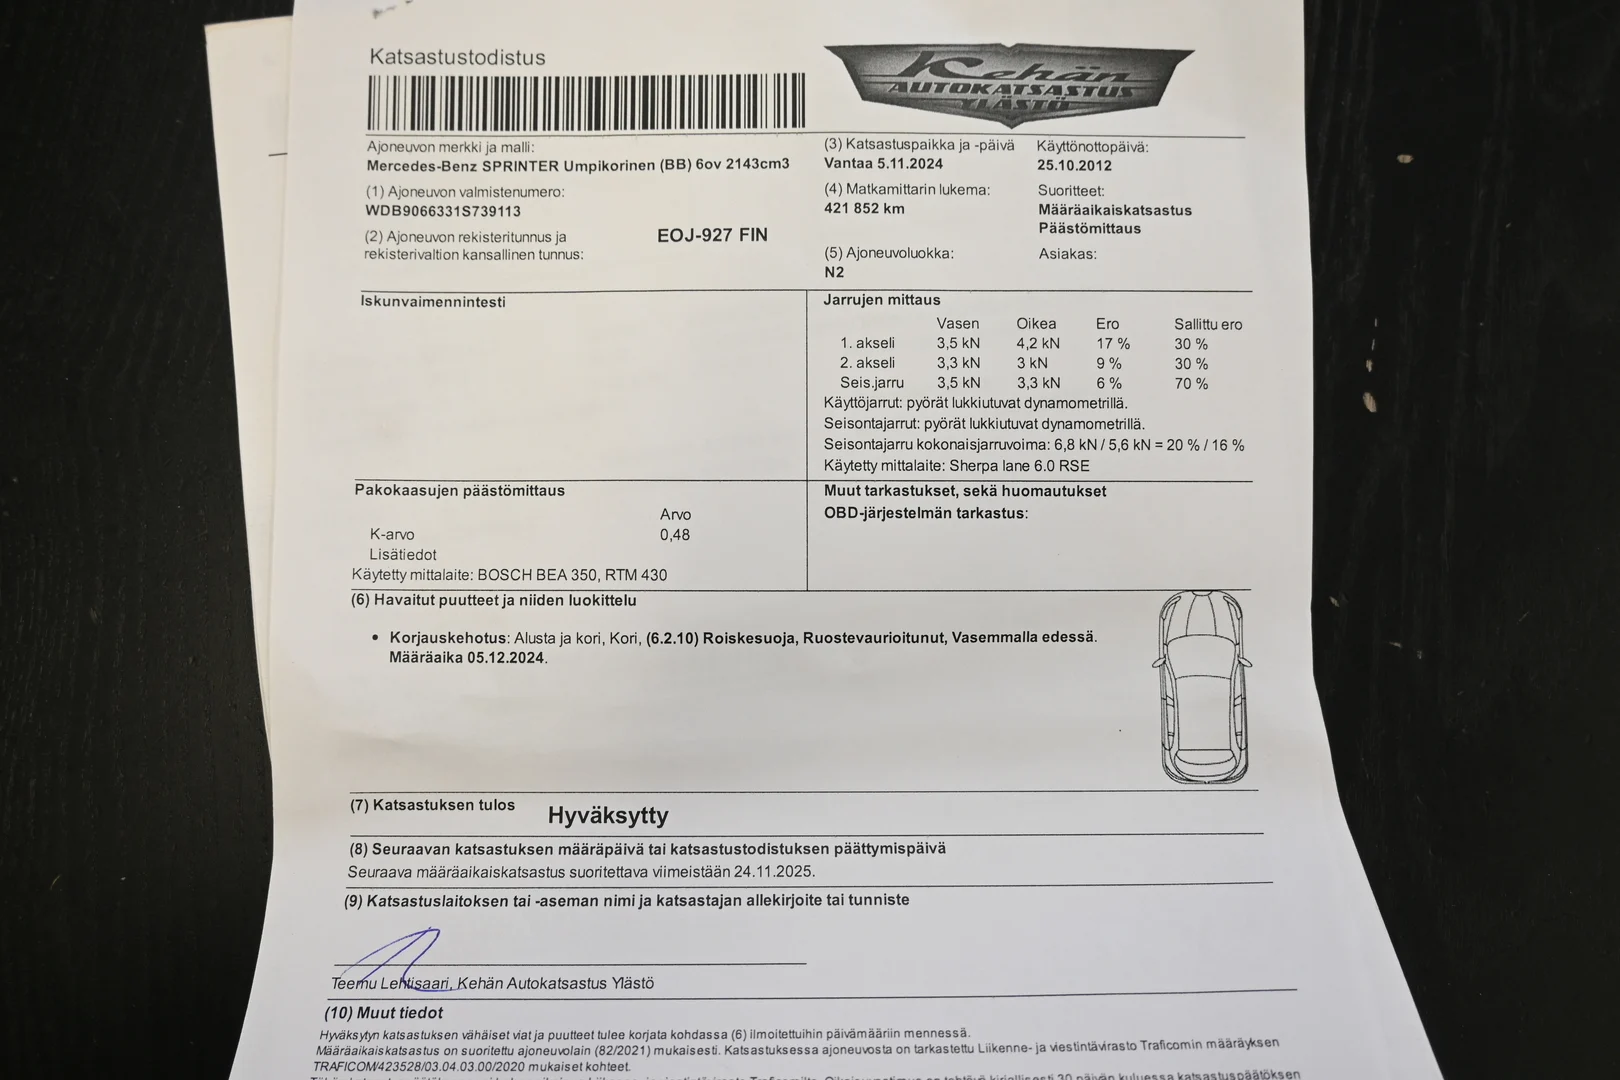 Katsastustodistus
Kehän
AUTOKATSASTUS
YLÄSTÖ
Ajoneuvon merkki ja malli:
Mercedes-Benz SPRINTER Umpikorinen (BB) 6ov 2143cm3
(1) Ajoneuvon valmistenumero:
WDB9066331S739113
(2) Ajoneuvon rekisteritunnus ja
rekisterivaltion kansallinen tunnus:
EOJ-927 FIN
(3) Katsastuspaikka ja -päivä
Vantaa 5.11.2024
(4) Matkamittarin lukema:
421 852 km
(5) Ajoneuvoluokka:
N2
Käyttönottopäivä:
25.10.2012
Suoritteet:
Määräaikaiskatsastus
Päästömittaus
Asiakas:
Iskunvaimennintesti
Jarrujen mittaus
Vasen Oikea Ero Sallittu ero
1. akseli 3,5 kN 4,2 kN 17 % 30 %
2. akseli 3,3 kN 3 kN 9 % 30 %
Seis.jarru 3,5 kN 3,3 kN 6 % 70 %
Käyttöjarrut: pyörät lukkiutuvat dynamometrillä.
Seisontajarrut: pyörät lukkiutuvat dynamometrillä.
Seisontajarru kokonaisjarruvoima: 6,8 kN / 5,6 kN = 20 % / 16 %
Käytetty mittalaite: Sherpa lane 6.0 RSE
Pakokaasujen päästömittaus
Arvo
K-arvo 0,48
Lisätiedot
Käytetty mittalaite: BOSCH BEA 350, RTM 430
Muut tarkastukset, sekä huomautukset
OBD-järjestelmän tarkastus:
(6) Havaitut puutteet ja niiden luokittelu
• Korjauskehotus: Alusta ja kori, Kori, (6.2.10) Roiskesuoja, Ruostevaurioitunut, Vasemmalla edessä.
Määräaika 05.12.2024.
(7) Katsastuksen tulos Hyväksytty
(8) Seuraavan katsastuksen määräpäivä tai katsastustodistuksen päättymispäivä
Seuraava määräaikaiskatsastus suoritettava viimeistään 24.11.2025.
(9) Katsastuslaitoksen tai -aseman nimi ja katsastajan allekirjoite tai tunniste
Teemu Lehtisaari, Kehän Autokatsastus Ylästö
(10) Muut tiedot
Hyväksytyn katsastuksen vähäiset viat ja puutteet tulee korjata kohdassa (6) ilmoitettuihin päivämääriin mennessä.
Määräaikaiskatsastus on suoritettu ajoneuvolain (82/2021) mukaisesti. Katsastuksessa ajoneuvosta on tarkastettu Liikenne- ja viestintävirasto Traficomin määräyksen
TRAFICOM/423528/03.04.03.00/2020 mukaiset kohteet.
30 päivän kuluessa katsastuspäätöksen